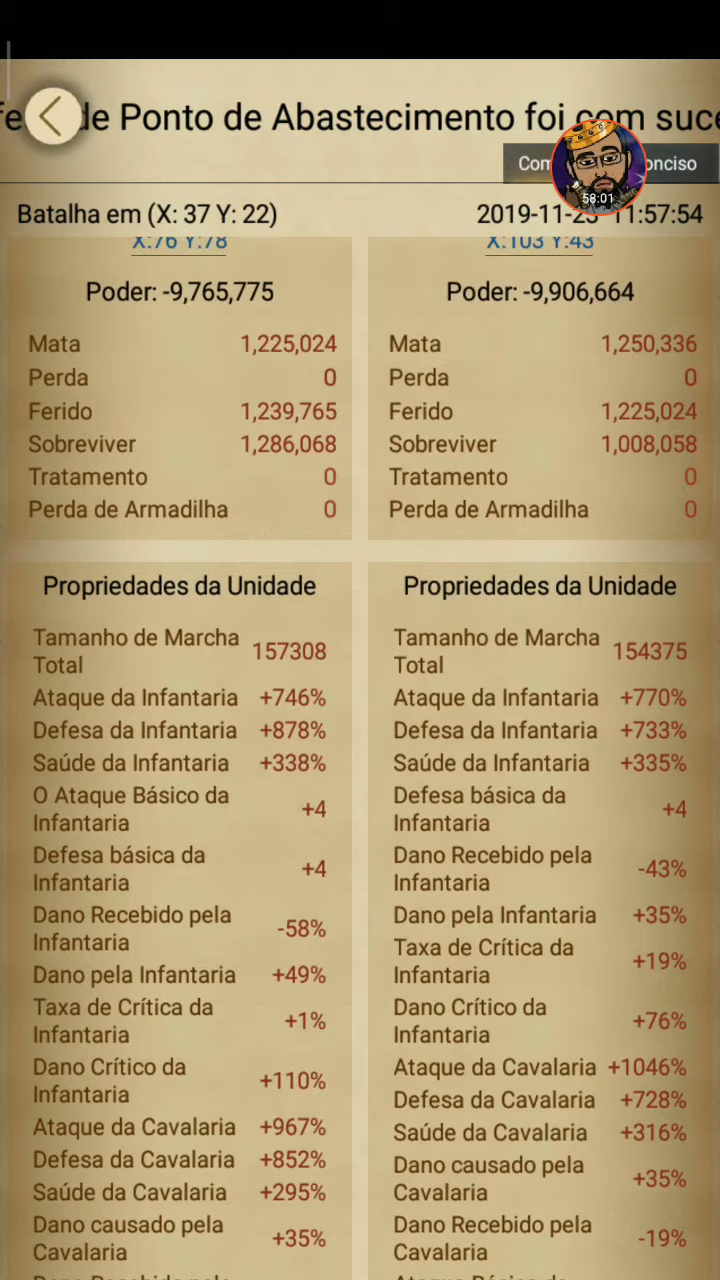 de Ponto de Abastecimento foi com
58:01
Batalha em (X: 37 Y: 22)
11:57:54
X:76 Y:78
X:103 Y:43
Poder: -9,765,775
Poder: -9,906,664
Mata 1,225,024
Perda 0
Ferido 1,239,765
Sobreviver 1,286,068
Tratamento 0
Perda de Armadilha 0
Mata 1,250,336
Perda 0
Ferido 1,225,024
Sobreviver 1,008,058
Tratamento 0
Perda de Armadilha 0
Propriedades da Unidade
Tamanho de Marcha
Total 157308
Ataque da Infantaria +746%
Defesa da Infantaria +878%
Saúde da Infantaria +338%
O Ataque Básico da
Infantaria +4
Defesa básica da
Infantaria +4
Dano Recebido pela
Infantaria -58%
Dano pela Infantaria +49%
Taxa de Crítica da
Infantaria +1%
Dano Crítico da
Infantaria +110%
Ataque da Cavalaria +967%
Defesa da Cavalaria +852%
Saúde da Cavalaria +295%
Dano causado pela
Cavalaria +35%
Propriedades da Unidade
Tamanho de Marcha
Total 154375
Ataque da Infantaria +770%
Defesa da Infantaria +733%
Saúde da Infantaria +335%
Defesa básica da
Infantaria +4
Dano Recebido pela
Infantaria -43%
Dano pela Infantaria +35%
Taxa de Crítica da
Infantaria +19%
Dano Crítico da
Infantaria +76%
Ataque da Cavalaria +1046%
Defesa da Cavalaria +728%
Saúde da Cavalaria +316%
Dano causado pela
Cavalaria +35%
Dano Recebido pela
Cavalaria -19%